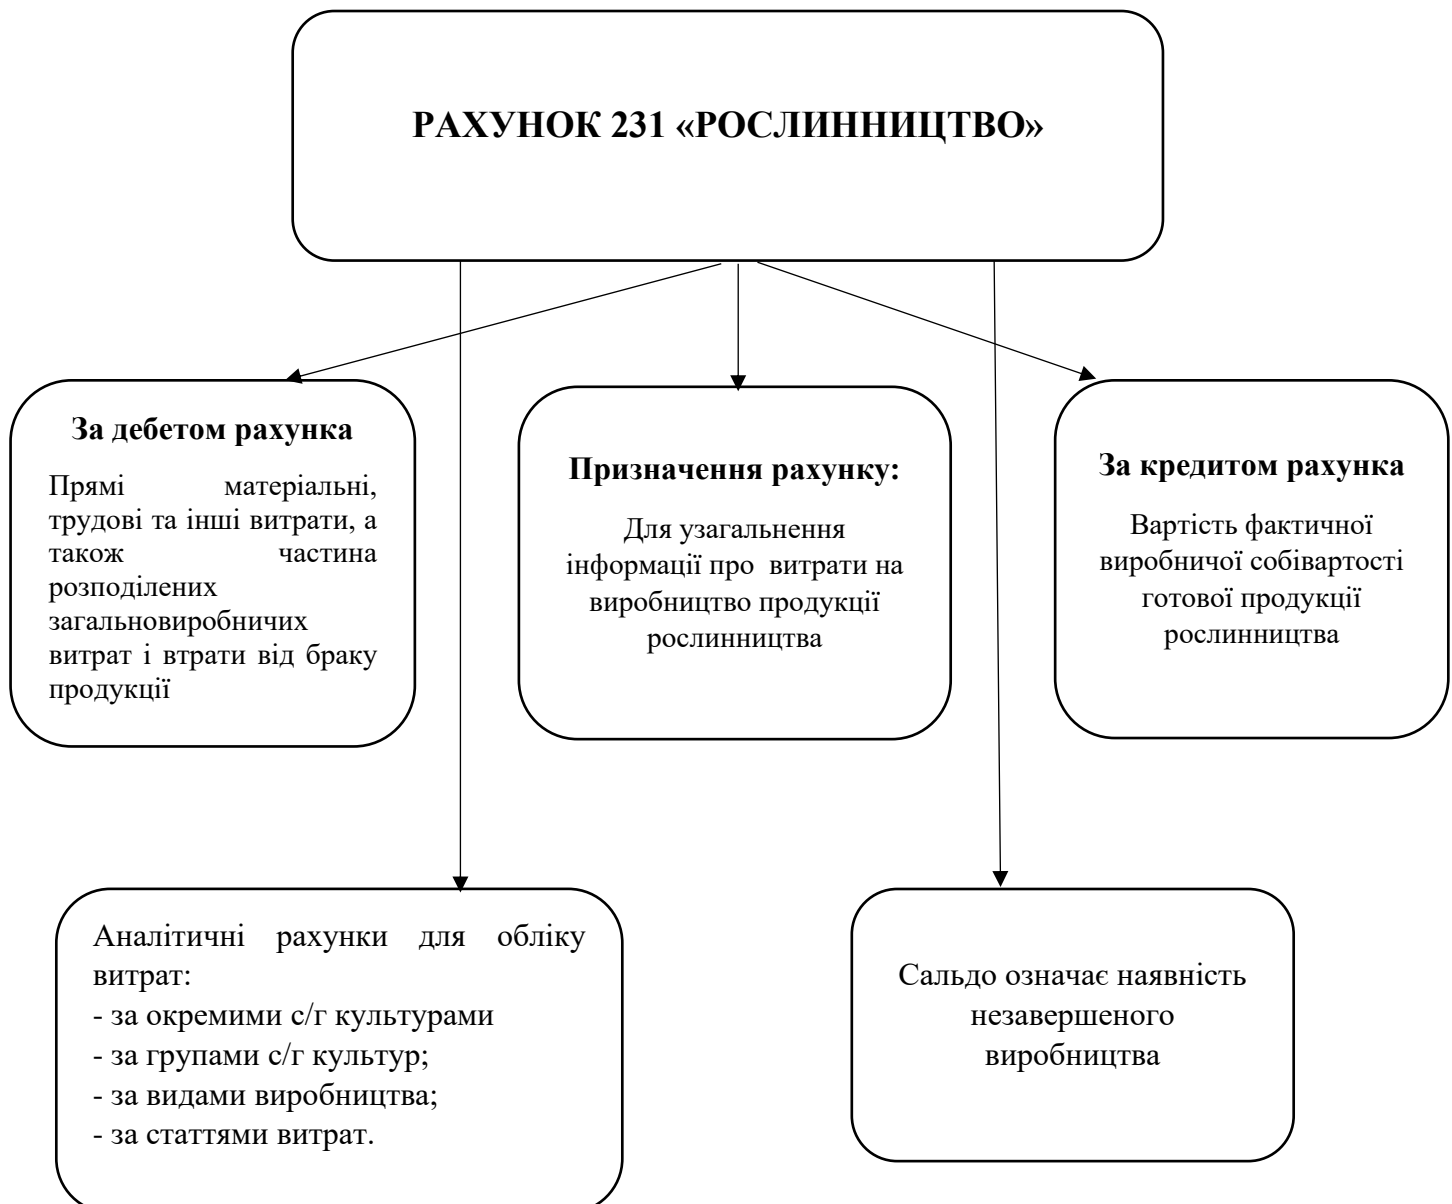 РАХУНОК 231 «РОСЛИННИЦТВО»
За дебетом рахунка
Прямі матеріальні,
трудові та інші витрати, а
також частина
розподілених
загальновиробничих
витрат і втрати від браку
продукції
Призначення рахунку:
Для узагальнення
інформації про витрати на
виробництво продукції
рослинництва
За кредитом рахунка
Вартість фактичної
виробничої собівартості
готової продукції
рослинництва
Аналітичні рахунки для обліку
витрат:
- за окремими с/г культурами
- за групами с/г культур;
- за видами виробництва;
- за статтями витрат.
Сальдо означає наявність
незавершеного
виробництва